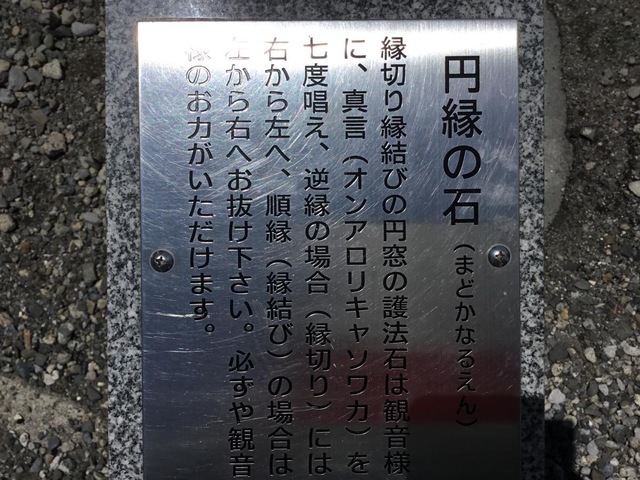 円縁の石（まどかなるえん）
縁切り縁結びの円窓の護法石は観音様
に、真言（オンアロリキャソワカ）を
七度唱え、逆縁の場合（縁切り）には
右から左へ、順縁（縁結び）の場合は
左から右へお抜け下さい。必ずや観音
様のお力がいただけます。